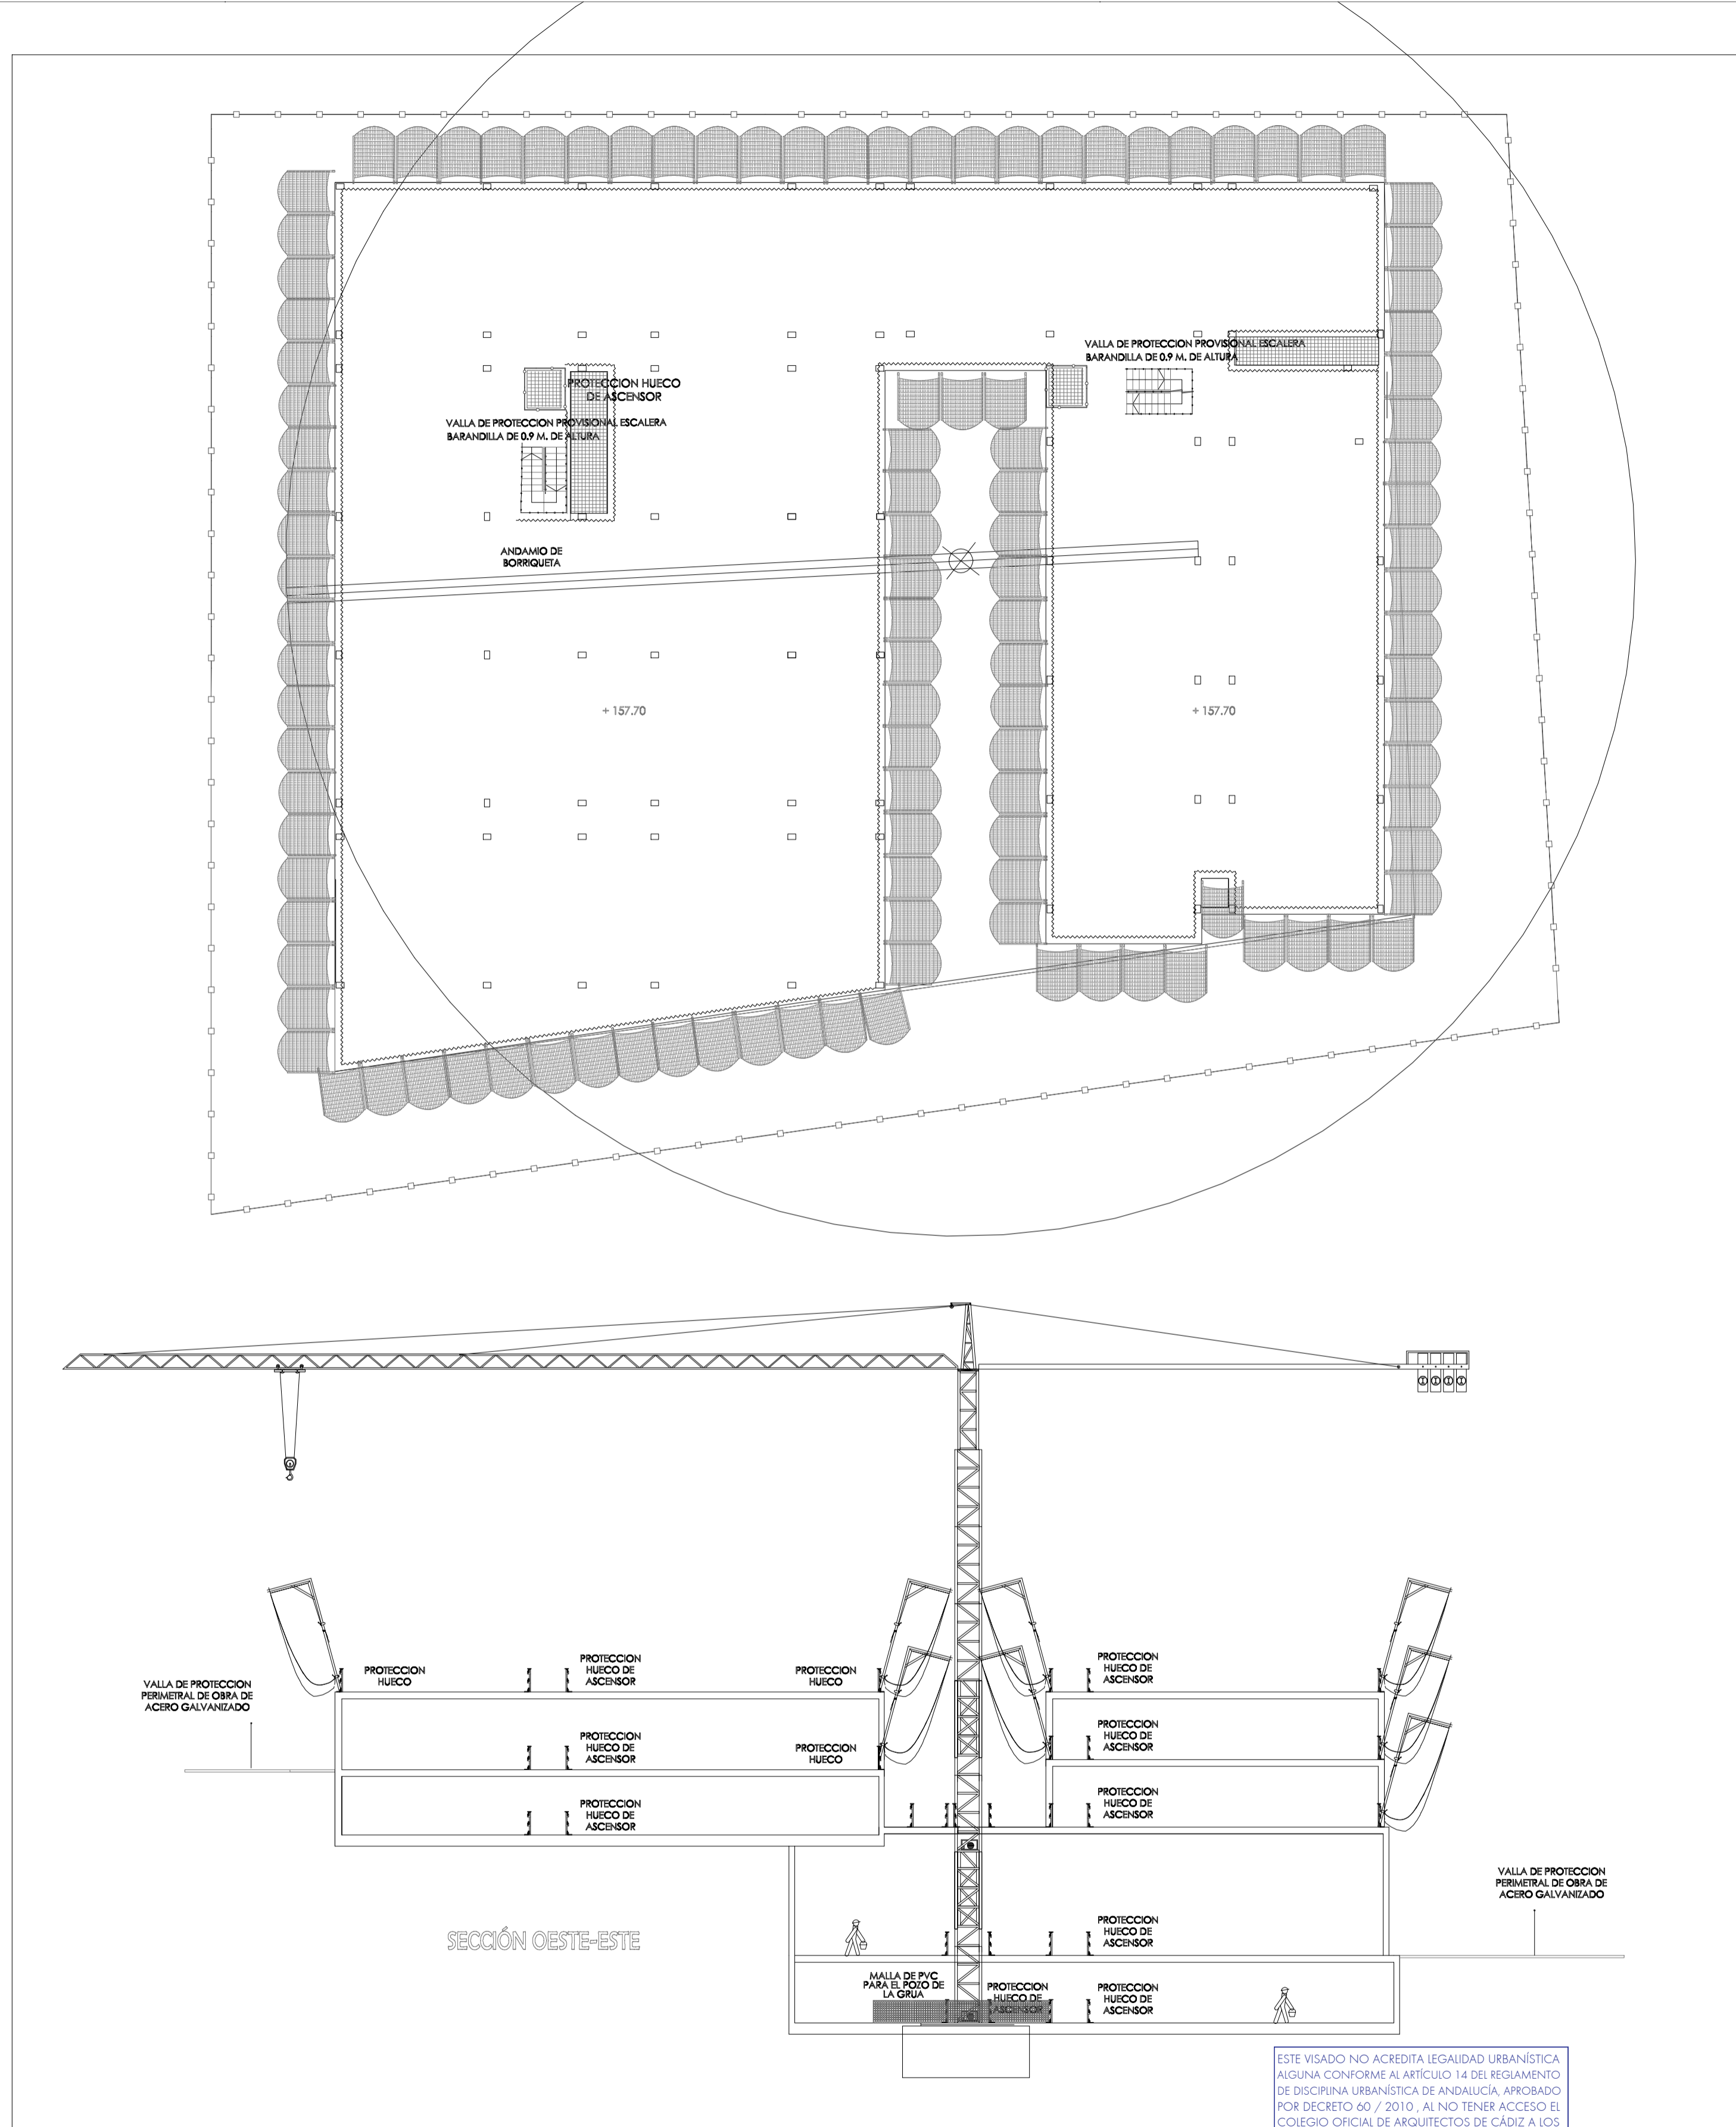 VALLA DE PROTECCION PROVISIONAL ESCALERA
BARANDILLA DE 0.9 M. DE ALTURA
PROTECCION HUECO
DE ASCENSOR
VALLA DE PROTECCION PROVISIONAL ESCALERA
BARANDILLA DE 0.9 M. DE ALTURA
ANDAMIO DE
BORRIQUETA
+ 157.70
+ 157.70
VALLA DE PROTECCION
PERIMETRAL DE OBRA DE
ACERO GALVANIZADO
PROTECCION
HUECO
PROTECCION
HUECO DE
ASCENSOR
PROTECCION
HUECO
PROTECCION
HUECO DE
ASCENSOR
PROTECCION
HUECO DE
ASCENSOR
PROTECCION
HUECO
PROTECCION
HUECO DE
ASCENSOR
PROTECCION
HUECO DE
ASCENSOR
PROTECCION
HUECO DE
ASCENSOR
VALLA DE PROTECCION
PERIMETRAL DE OBRA DE
ACERO GALVANIZADO
SECCIÓN OESTE-ESTE
PROTECCION
HUECO DE
ASCENSOR
MALLA DE PVC
PARA EL POZO DE
LA GRUA
PROTECCION
HUECO DE
ASCENSOR
PROTECCION
HUECO DE
ASCENSOR
ESTE VISADO NO ACREDITA LEGALIDAD URBANÍSTICA
ALGUNA CONFORME AL ARTÍCULO 14 DEL REGLAMENTO
DE DISCIPLINA URBANÍSTICA DE ANDALUCÍA, APROBADO
POR DECRETO 60 / 2010 , AL NO TENER ACCESO EL
COLEGIO OFICIAL DE ARQUITECTOS DE CÁDIZ A LOS